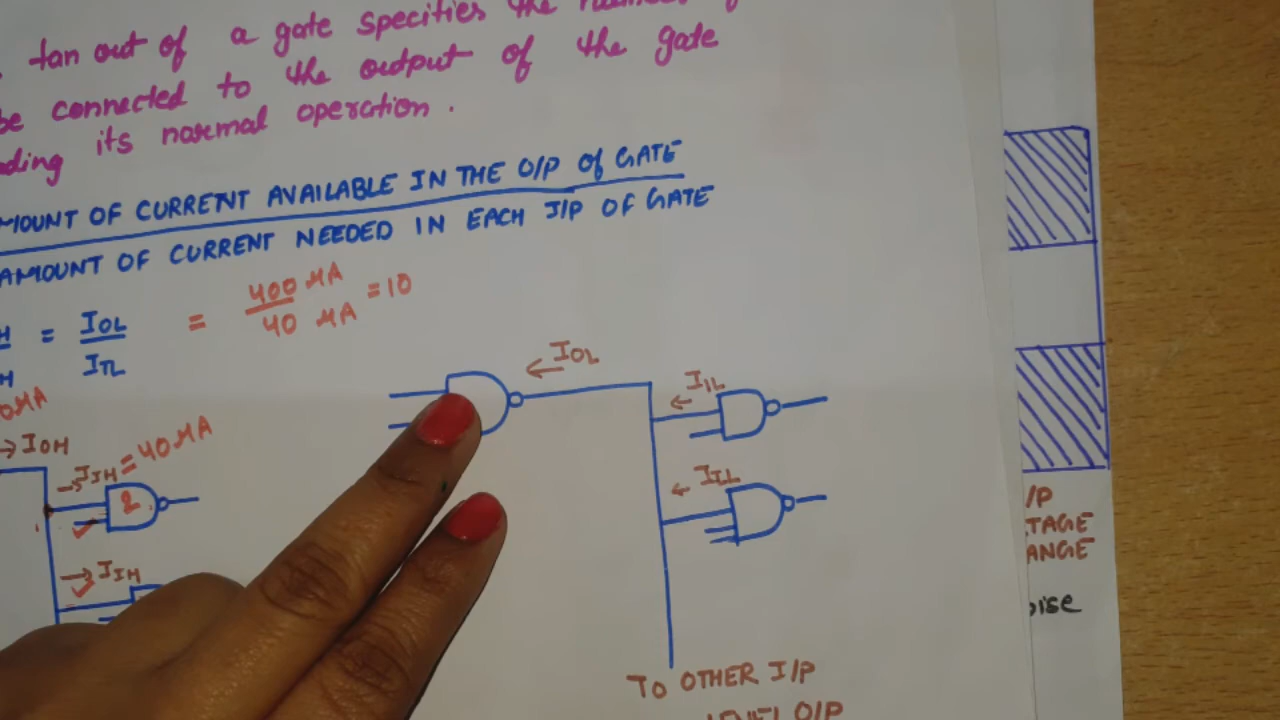 fan out of a gate specifies the
be connected to the output of the gate
its normal operation.
AMOUNT OF CURRENT AVAILABLE IN THE O/P of GATE
AMOUNT OF CURRENT NEEDED IN EACH I/P OF GATE
H = IOL = 400 MA = 10
H IIL 40 MA
0MA
→ IOH
→ IIH = 40 MA
2
→ IIH
← IOL
← IIL
← IIL
TO OTHER I/P
O/P
I/P
TAGE
ANGE
oise